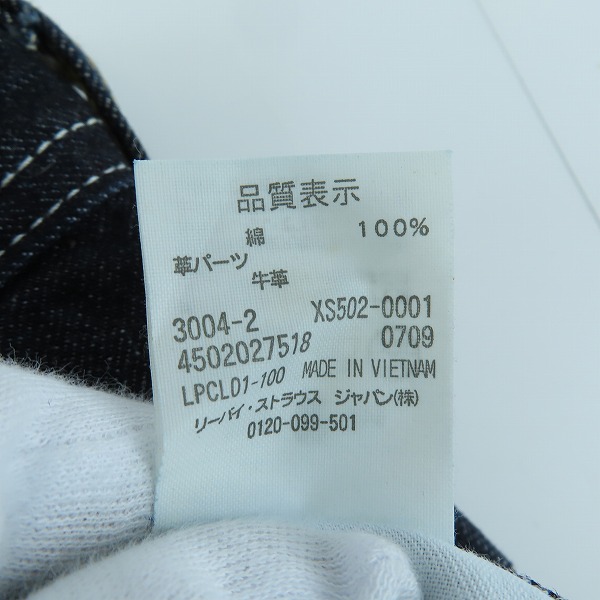 品質表示
綿 100%
革パーツ
牛革
3004-2 XS502-0001
4502027518 0709
LPCL01-100 MADE IN VIETNAM
リーバイ・ストラウス ジャパン(株)
0120-099-501